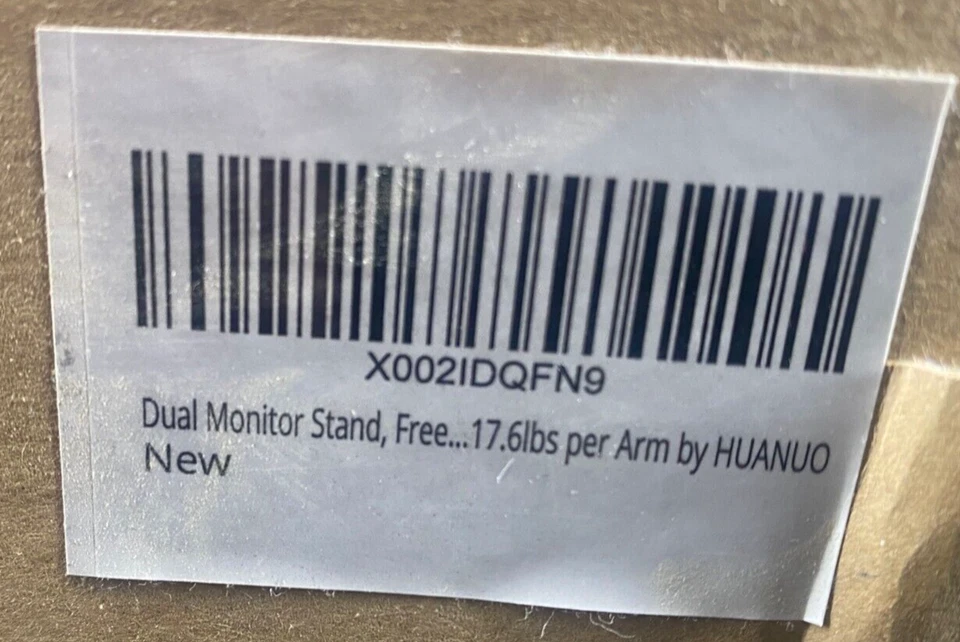 X002IDQFN9
Dual Monitor Stand, Free...17.6lbs per Arm by HUANUO
New